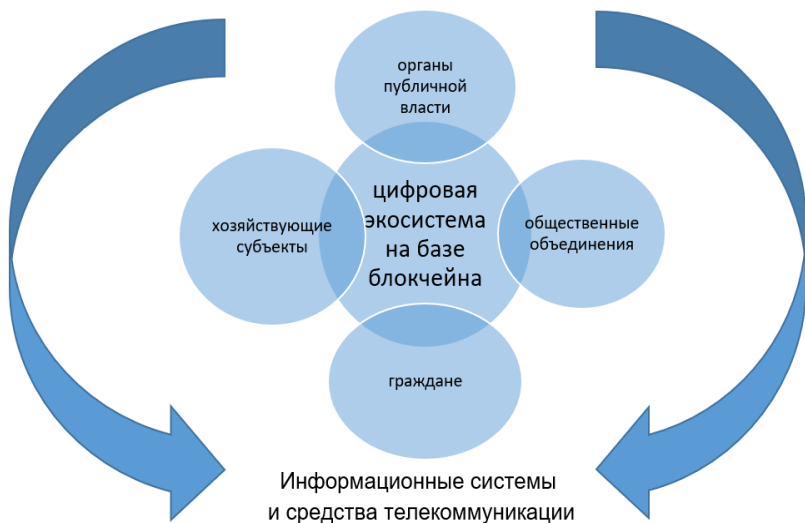 органы
публичной
власти
цифровая
экосистема
на базе
блокчейна
хозяйствующие
субъекты
общественные
объединения
граждане
Информационные системы
и средства телекоммуникации